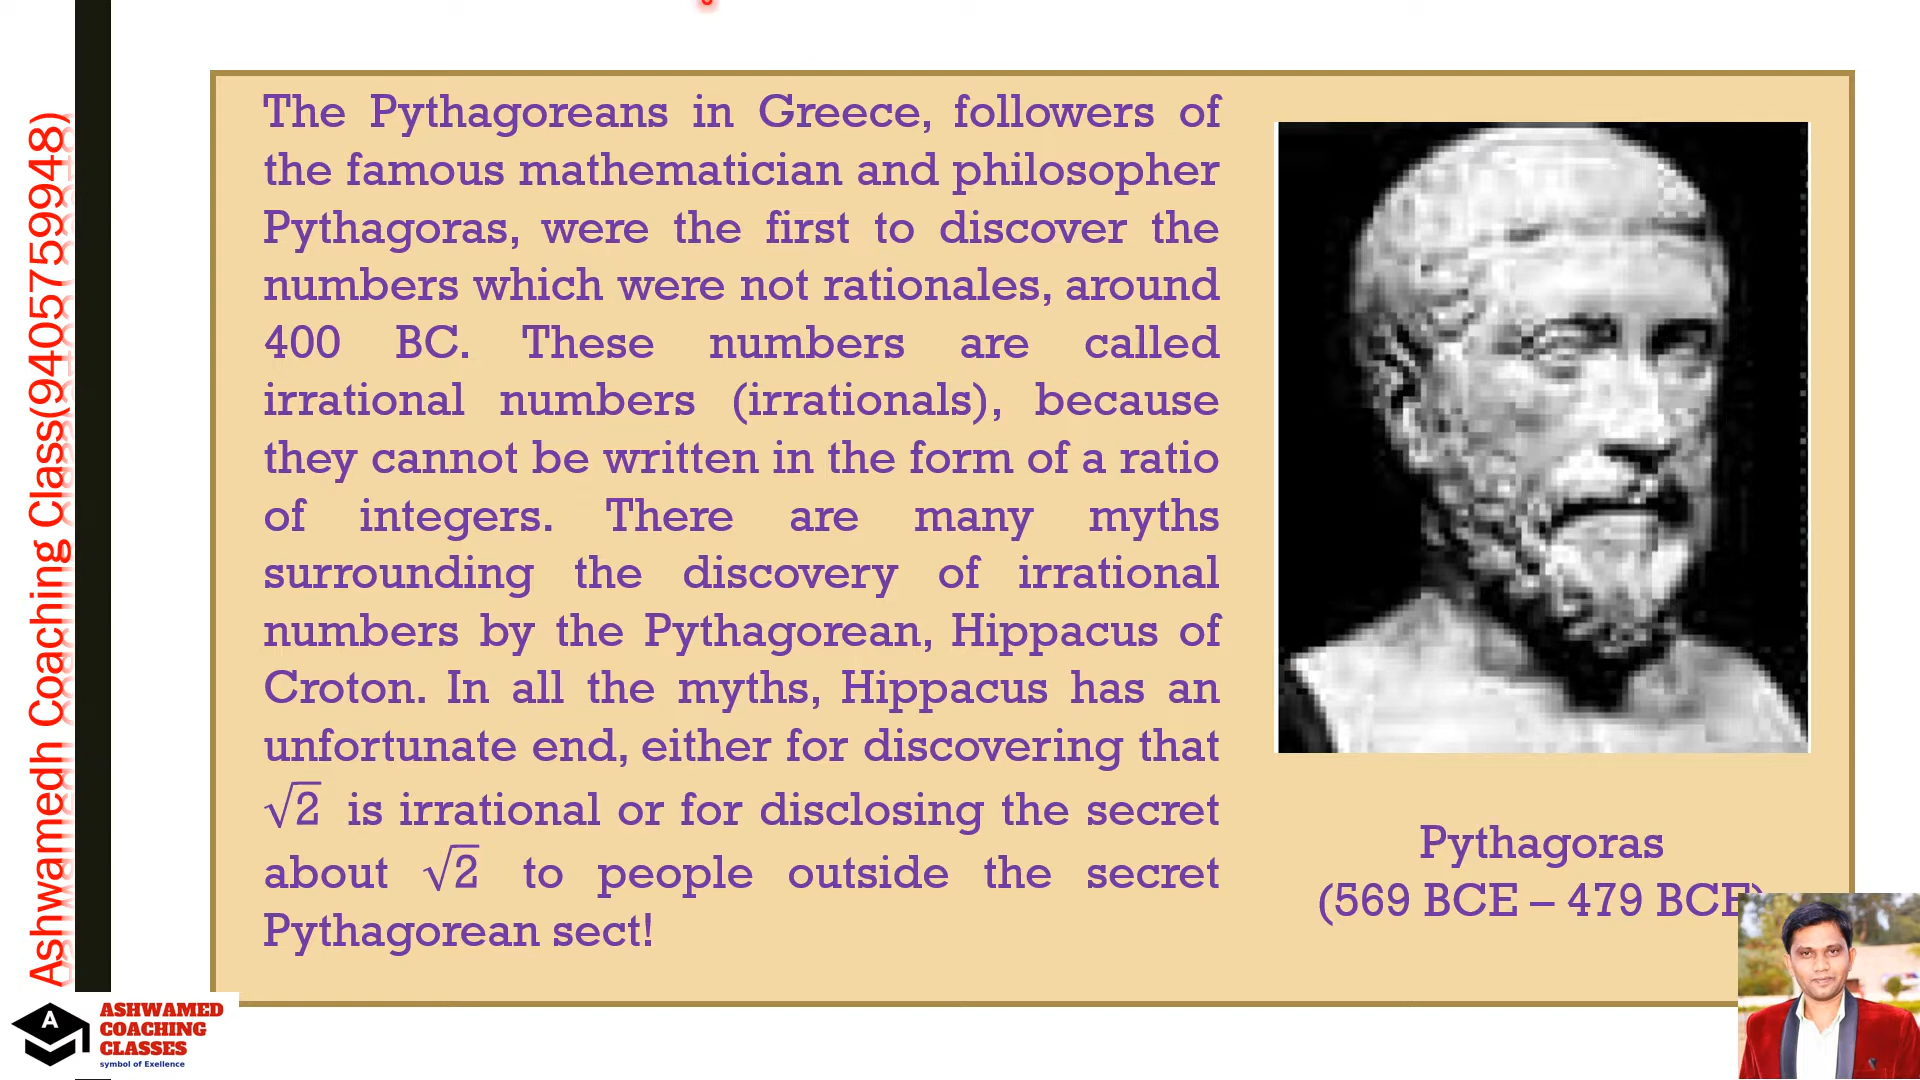 Ashwamedh Coaching Class(9405759948)
The Pythagoreans in Greece, followers of
the famous mathematician and philosopher
Pythagoras, were the first to discover the
numbers which were not rationales, around
400 BC. These numbers are called
irrational numbers (irrationals), because
they cannot be written in the form of a ratio
of integers. There are many myths
surrounding the discovery of irrational
numbers by the Pythagorean, Hippacus of
Croton. In all the myths, Hippacus has an
unfortunate end, either for discovering that
√2 is irrational or for disclosing the secret
about √2 to people outside the secret
Pythagorean sect!
Pythagoras
(569 BCE – 479 BCE)
A
ASHWAMED
COACHING
CLASSES
symbol of Exellence